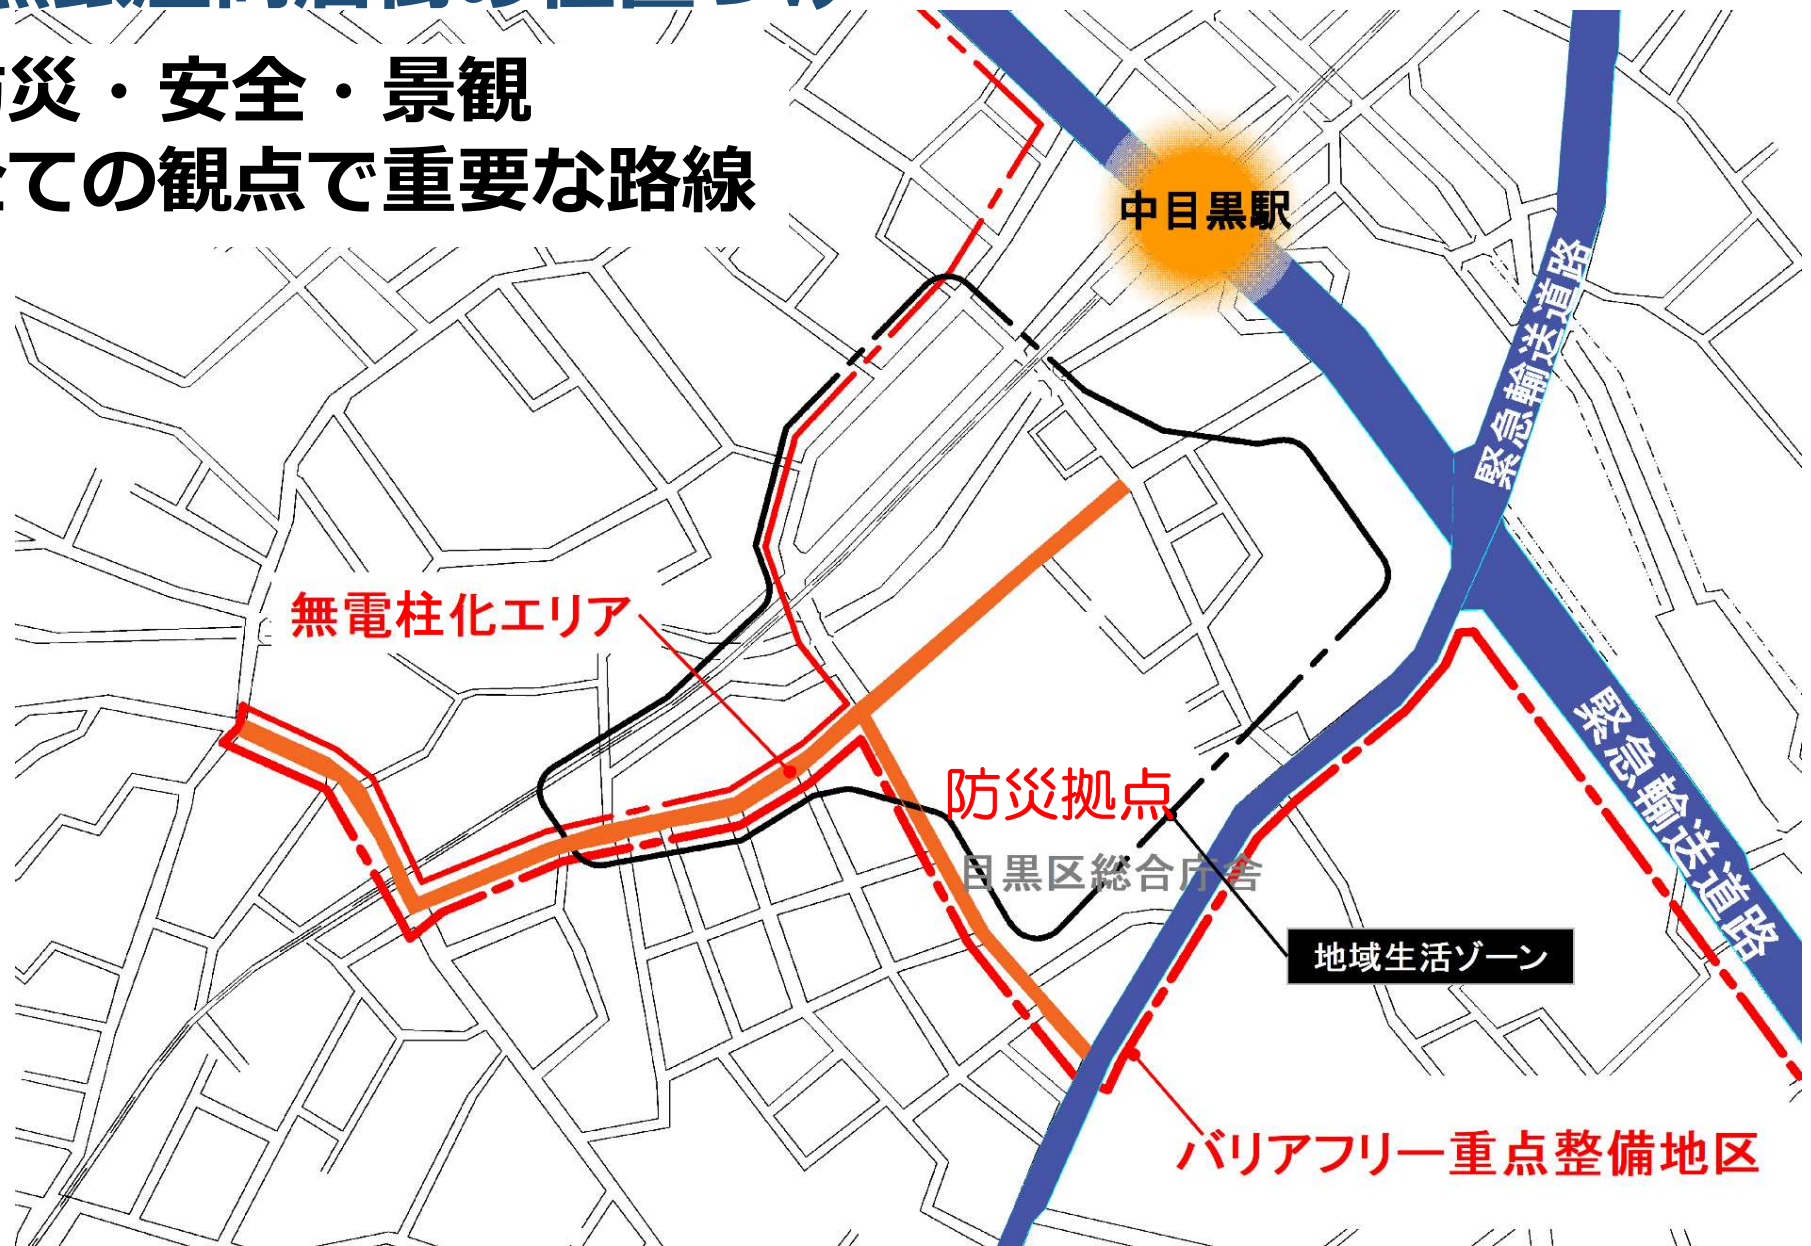 災・安全・景観
ての観点で重要な路線
中目黒駅
緊急輸送道路
無電柱化エリア
緊急輸送道路
防災拠点
目黒区総合庁舎
地域生活ゾーン
バリアフリー重点整備地区